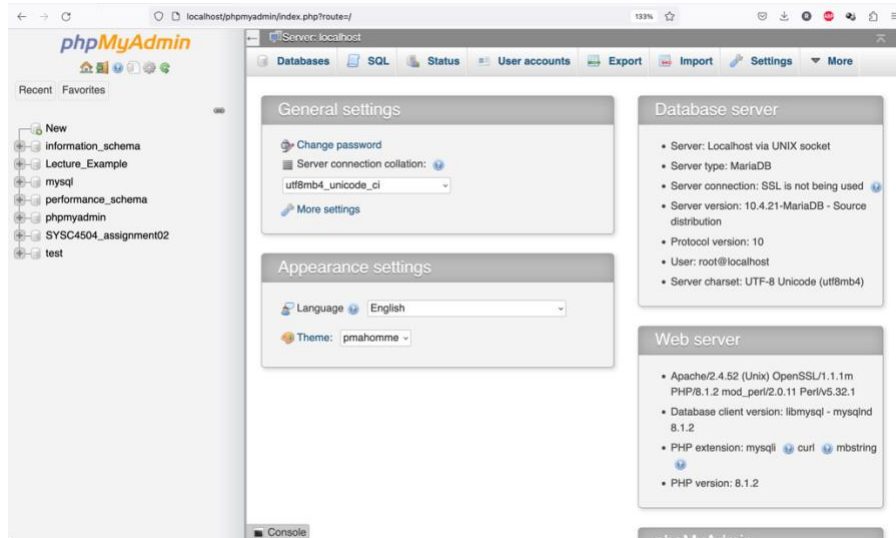 localhost/phpmyadmin/index.php?route=/
133%
phpMyAdmin
Recent Favorites
New
information_schema
Lecture_Example
mysql
performance_schema
phpmyadmin
SYSC4504_assignment02
test
Server: localhost
Databases SQL Status User accounts Export Import Settings More
General settings
Change password
Server connection collation:
utf8mb4_unicode_ci
More settings
Appearance settings
Language English
Theme: pmahomme
Database server
• Server: Localhost via UNIX socket
• Server type: MariaDB
• Server connection: SSL is not being used
• Server version: 10.4.21-MariaDB - Source
distribution
• Protocol version: 10
• User: root@localhost
• Server charset: UTF-8 Unicode (utf8mb4)
Web server
• Apache/2.4.52 (Unix) OpenSSL/1.1.1m
PHP/8.1.2 mod_perl/2.0.11 Perl/v5.32.1
• Database client version: libmysql - mysqlnd
8.1.2
• PHP extension: mysqli curl mbstring
• PHP version: 8.1.2
Console